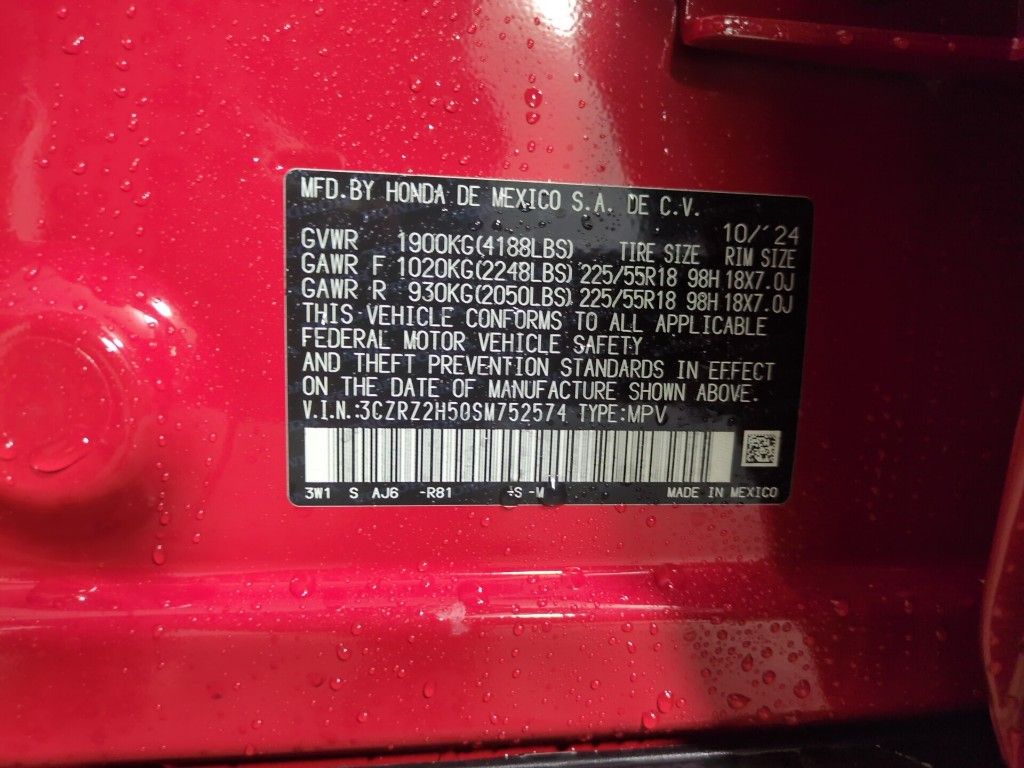 MFD.BY HONDA DE MEXICO S.A. DE C.V.
10/'24
GVWR 1900KG(4188LBS) TIRE SIZE RIM SIZE
GAWR F 1020KG(2248LBS) 225/55R18 98H 18X7.0J
GAWR R 930KG(2050LBS) 225/55R18 98H 18X7.0J
THIS VEHICLE CONFORMS TO ALL APPLICABLE
FEDERAL MOTOR VEHICLE SAFETY
AND THEFT PREVENTION STANDARDS IN EFFECT
ON THE DATE OF MANUFACTURE SHOWN ABOVE.
V.I.N.:3CZRZ2H50SM752574 TYPE:MPV
3W1 S AJ6 -R81 -S -M MADE IN MEXICO